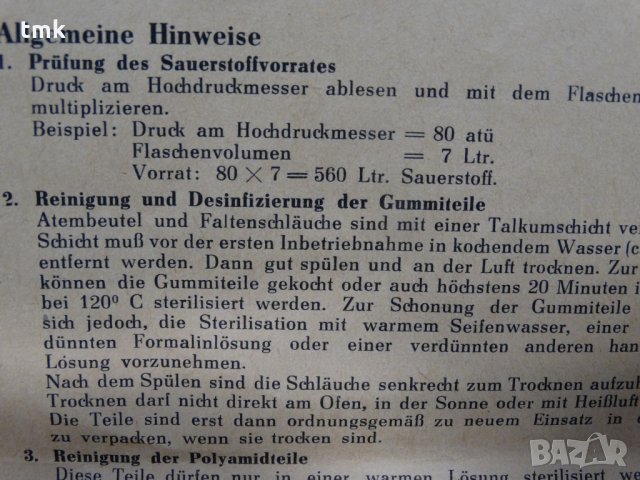 tmk
Allgemeine Hinweise
1. Prüfung des Sauerstoffvorrates
Druck am Hochdruckmesser ablesen und mit dem Flaschen
multiplizieren.
Beispiel: Druck am Hochdruckmesser = 80 atü
Flaschenvolumen = 7 Ltr.
Vorrat: 80 × 7 = 560 Ltr. Sauerstoff.
2. Reinigung und Desinfizierung der Gummiteile
Atembeutel und Faltenschläuche sind mit einer Talkumschicht ve
Schicht muß vor der ersten Inbetriebnahme in kochendem Wasser (c
entfernt werden. Dann gut spülen und an der Luft trocknen. Zur
können die Gummiteile gekocht oder auch höchstens 20 Minuten i
bei 120⁰ C sterilisiert werden. Zur Schonung der Gummiteile
sich jedoch, die Sterilisation mit warmem Seifenwasser, einer
dünnten Formalinlösung oder einer verdünnten anderen han
Lösung vorzunehmen.
Nach dem Spülen sind die Schläuche senkrecht zum Trocknen aufzuh
Trocknen darf nicht direkt am Ofen, in der Sonne oder mit Heißluft
Die Teile sind erst dann ordnungsgemäß zu neuem Einsatz in
zu verpacken, wenn sie trocken sind.
3. Reinigung der Polyamidteile
Diese Teile dürfen nur in einer warmen Lösung sterilisiert we
BAZAR